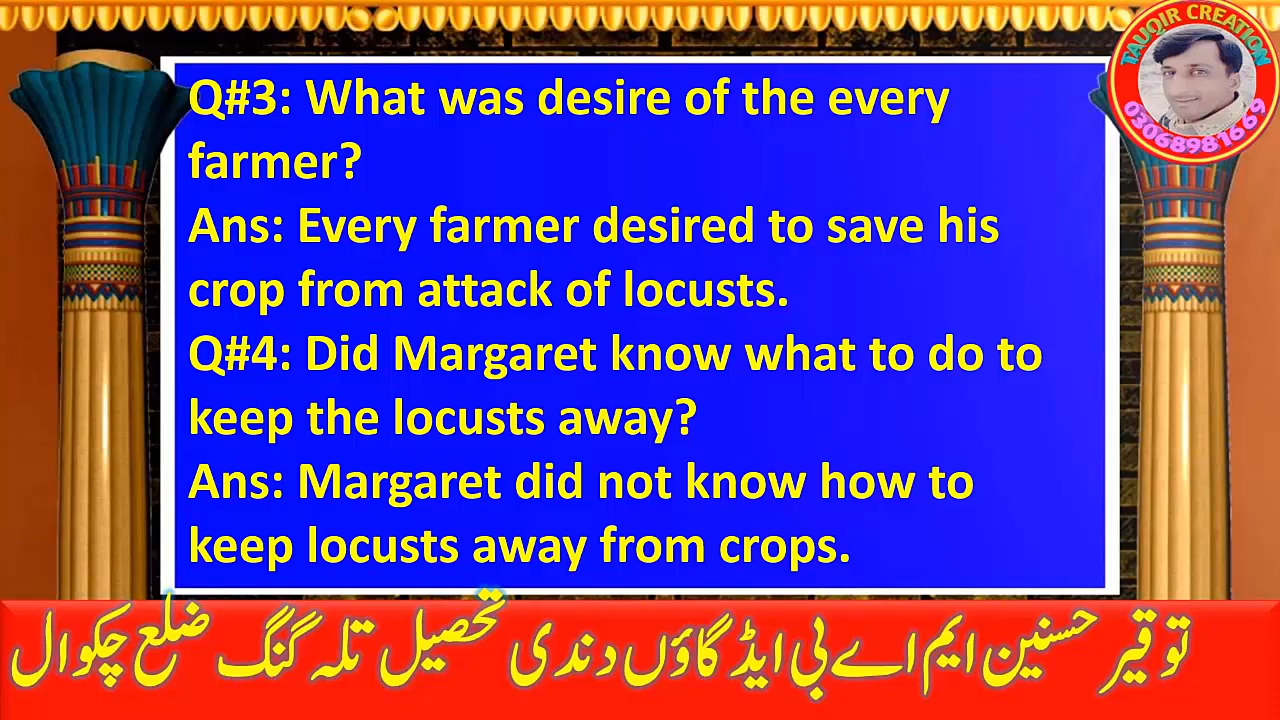 TAUQIR CREATION
03068981669
Q#3: What was desire of the every
farmer?
Ans: Every farmer desired to save his
crop from attack of locusts.
Q#4: Did Margaret know what to do to
keep the locusts away?
Ans: Margaret did not know how to
keep locusts away from crops.
توقیر حسنین ایم اے بی ایڈ گاؤں دندی تحصیل تلہ گنگ ضلع چکوال